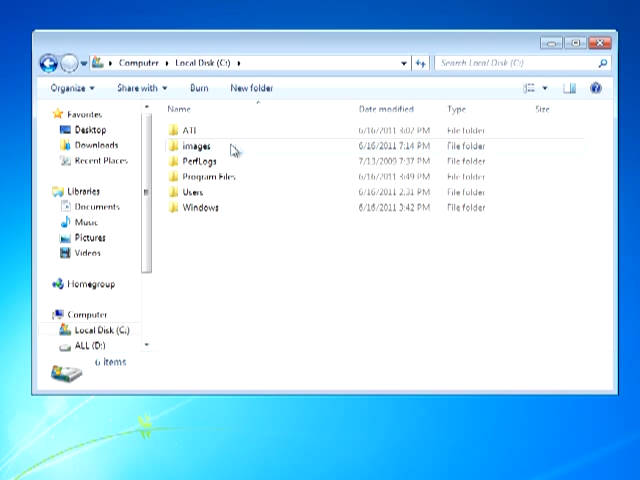 Computer ▸ Local Disk (C:) ▸
Search Local Disk (C:)
Organize Share with Burn New folder
Name Date modified Type Size
ATI 6/16/2011 3:02 PM File folder
images 6/16/2011 7:14 PM File folder
PerfLogs 7/13/2009 7:37 PM File folder
Program Files 6/16/2011 3:49 PM File folder
Users 6/16/2011 2:31 PM File folder
Windows 6/16/2011 3:42 PM File folder
Favorites
Desktop
Downloads
Recent Places
Libraries
Documents
Music
Pictures
Videos
Homegroup
Computer
Local Disk (C:)
ALL (D:)
6 items